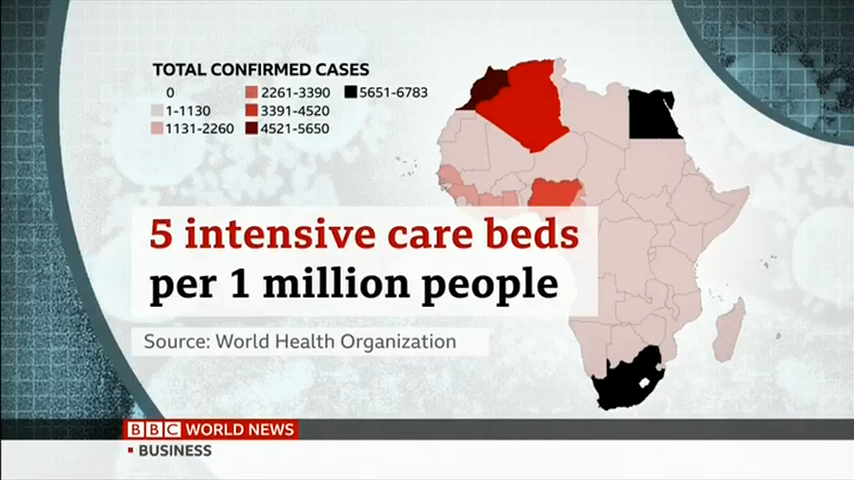 TOTAL CONFIRMED CASES
0
1-1130
1131-2260
2261-3390
3391-4520
4521-5650
5651-6783
5 intensive care beds
per 1 million people
Source: World Health Organization
BBC WORLD NEWS
BUSINESS